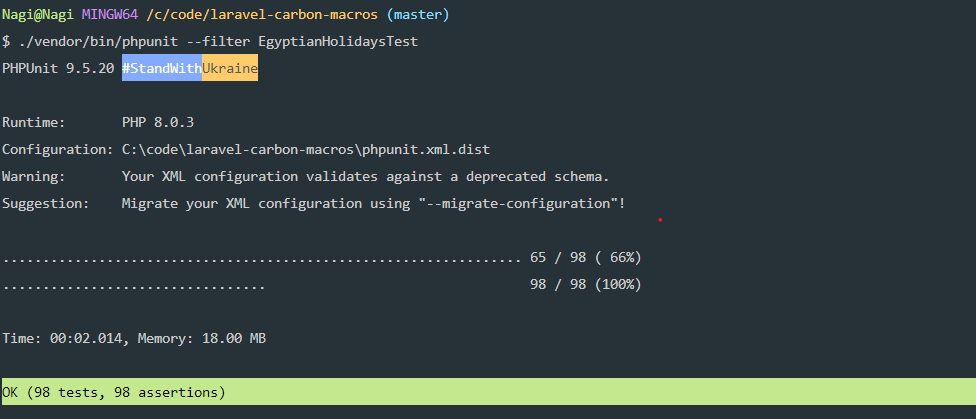 Nagi@Nagi MINGW64 /c/code/laravel-carbon-macros (master)
$ ./vendor/bin/phpunit --filter EgyptianHolidaysTest
PHPUnit 9.5.20 #StandWithUkraine
Runtime:       PHP 8.0.3
Configuration: C:\code\laravel-carbon-macros\phpunit.xml.dist
Warning:       Your XML configuration validates against a deprecated schema.
Suggestion:    Migrate your XML configuration using "--migrate-configuration"!
................................................................. 65 / 98 ( 66%)
.................................                                 98 / 98 (100%)
Time: 00:02.014, Memory: 18.00 MB
OK (98 tests, 98 assertions)